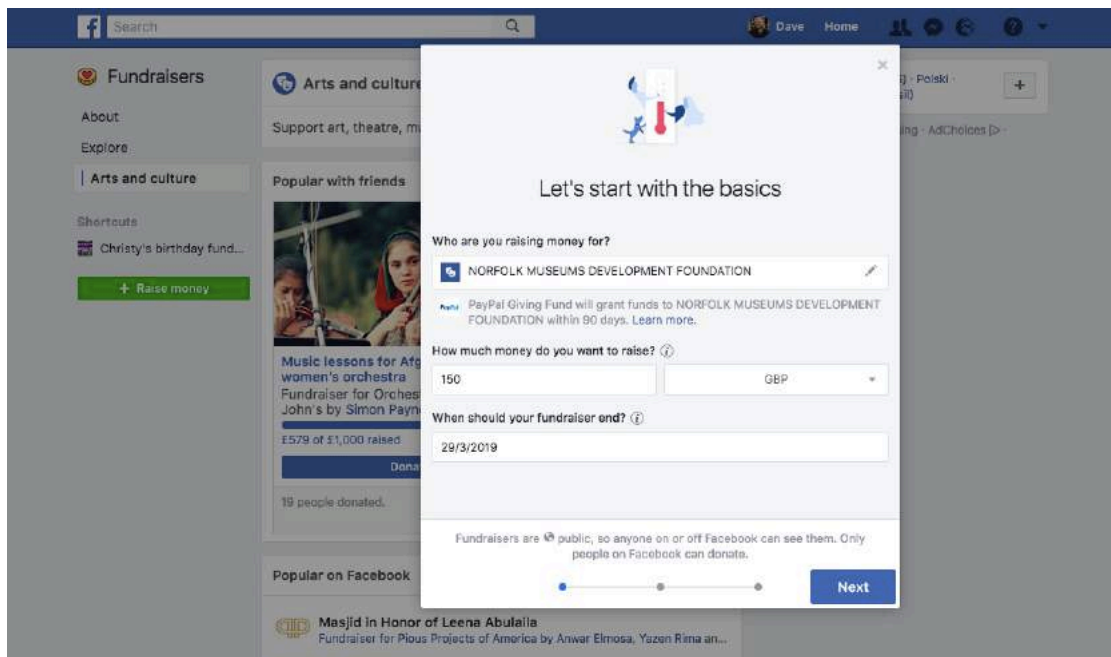 Search
Dave
Home
Fundraisers
About
Explore
Arts and culture
Shortcuts
Christy's birthday fund...
+ Raise money
Arts and culture
Support art, theatre,
Popular with friends
Music lessons for Afg
women's orchestra
Fundraiser for Orches
John's by Simon Payn
£579 of £1,000 raised
Dona
19 people donated.
Popular on Facebook
Masjid in Honor of Leena Abulaila
Fundraiser for Pious Projects of America by Anwar Elmosa, Yazen Rima an...
Let's start with the basics
Who are you raising money for?
NORFOLK MUSEUMS DEVELOPMENT FOUNDATION
PayPal
PayPal Giving Fund will grant funds to NORFOLK MUSEUMS DEVELOPMENT
FOUNDATION within 90 days. Learn more.
How much money do you want to raise?
150
GBP
When should your fundraiser end?
29/3/2019
Fundraisers are public, so anyone on or off Facebook can see them. Only
people on Facebook can donate.
Next
· Polski ·
· AdChoices